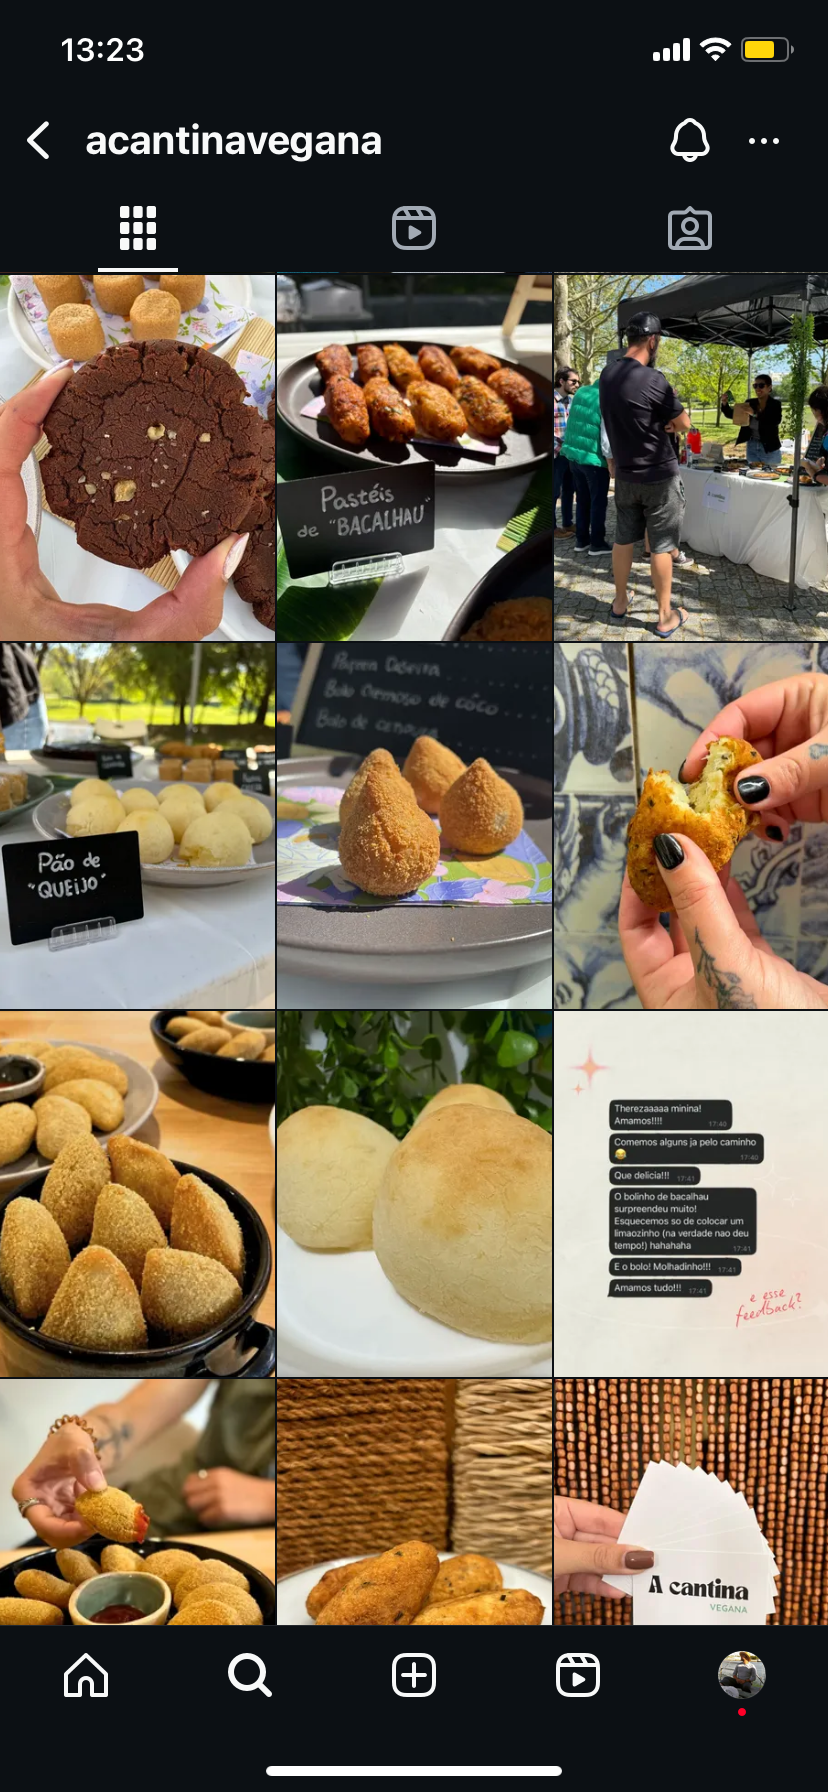 13:23
acantinavegana
Pastéis
de "BACALHAU"
A cantina
Pão de
"QUEIJO"
Bolo Cremoso de côco
Bolo de cenoura
Therezaaaaa minina!
Amamos!!!!
17:40
Comemos alguns ja pelo caminho
😂
17:40
Que delicia!!!
17:41
O bolinho de bacalhau
surpreendeu muito!
Esquecemos so de colocar um
limaozinho (na verdade nao deu
tempo!) hahahaha
17:41
E o bolo! Molhadinho!!!
17:41
Amamos tudo!!!
17:41
e esse
feedback?
A cantina
VEGANA